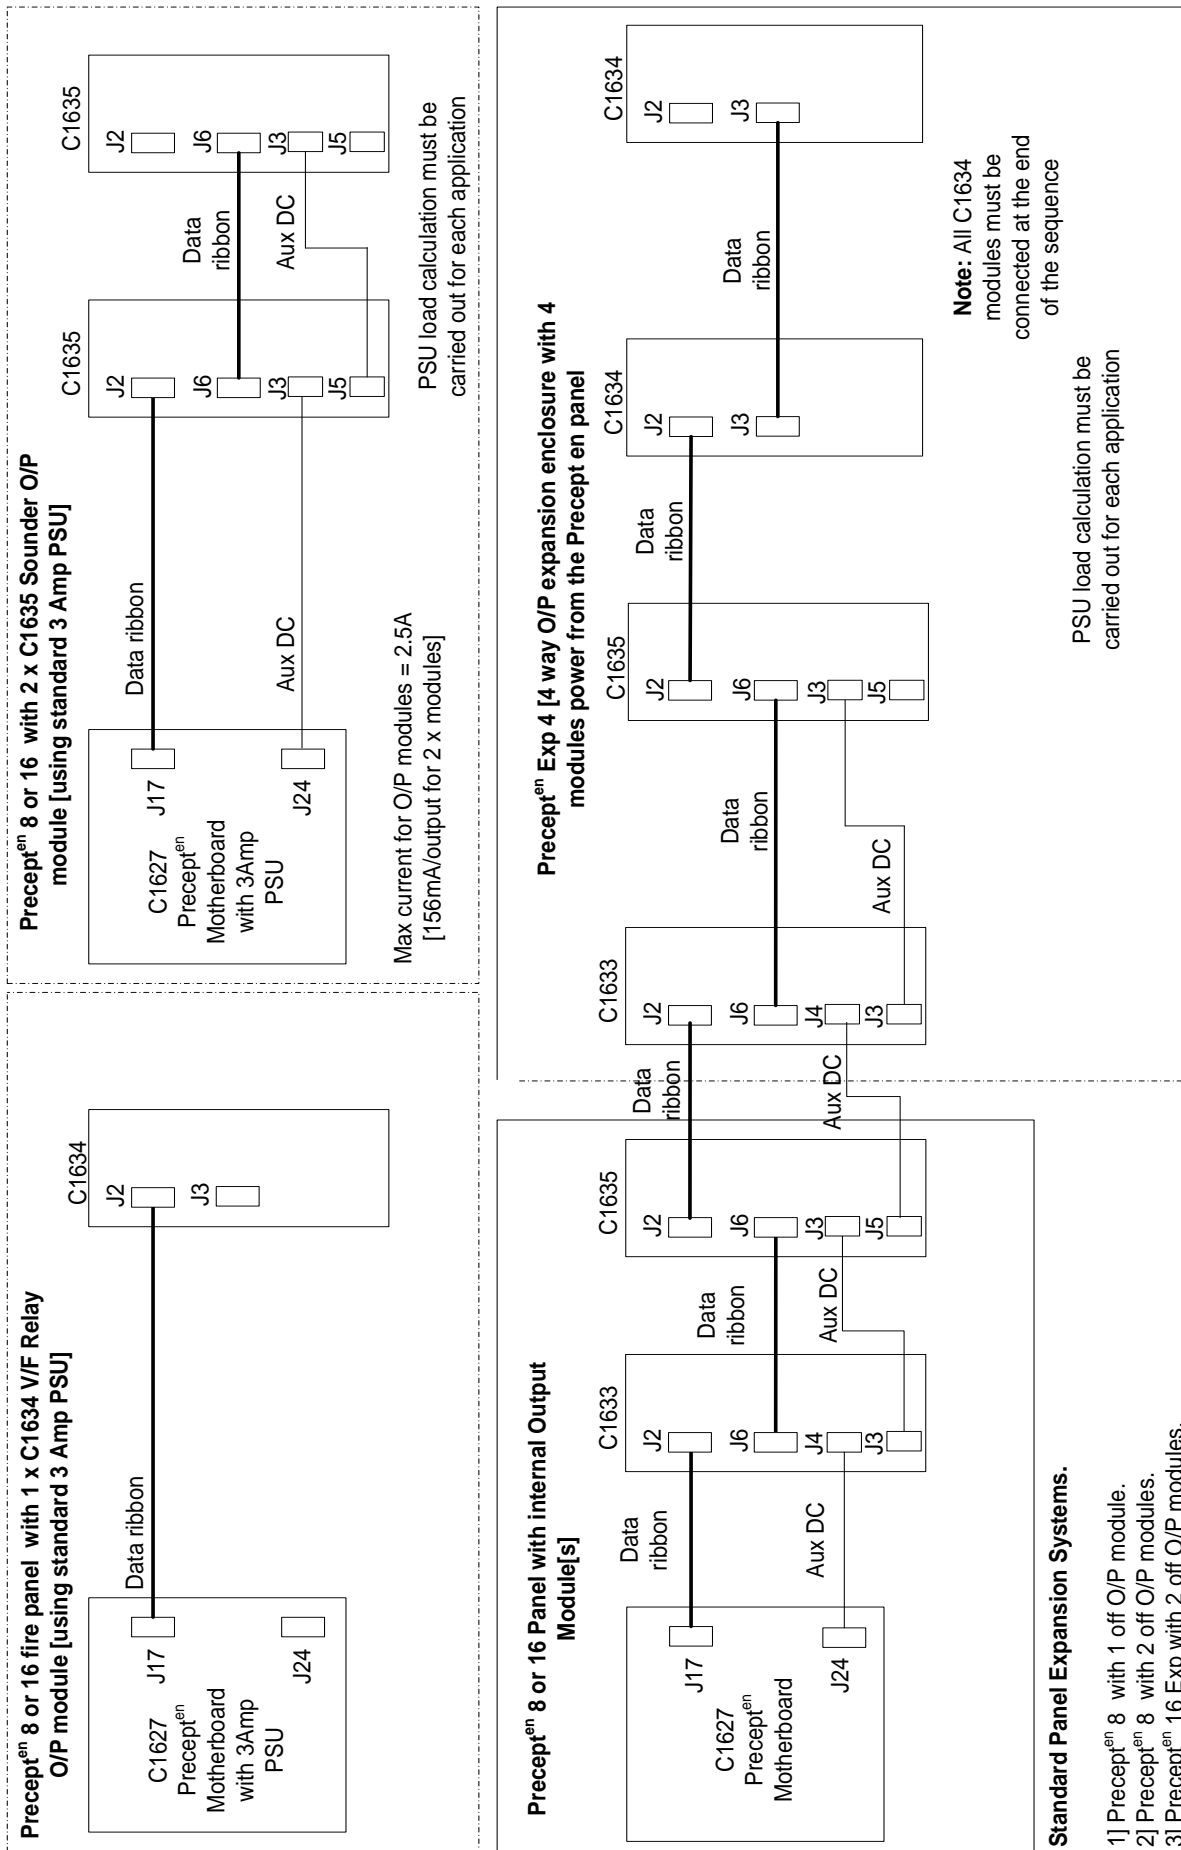 Precept^en 8 or 16 fire panel with 1 x C1634 V/F Relay
O/P module [using standard 3 Amp PSU]
C1627
Precept^en
Motherboard
with 3Amp
PSU
J17
J24
Data ribbon
C1634
J2
J3
Precept^en 8 or 16 with 2 x C1635 Sounder O/P
module [using standard 3 Amp PSU]
C1627
Precept^en
Motherboard
with 3Amp
PSU
J17
J24
Data ribbon
Aux DC
Max current for O/P modules = 2.5A
[156mA/output for 2 x modules]
C1635
J2
J6
J3
J5
Data
ribbon
Aux DC
C1635
J2
J6
J3
J5
PSU load calculation must be
carried out for each application
Precept^en 8 or 16 Panel with internal Output
Module[s]
C1627
Precept^en
Motherboard
J17
J24
Data
ribbon
Aux DC
C1633
J2
J6
J4
J3
Data
ribbon
Aux DC
C1635
J2
J6
J3
J5
Data
ribbon
Aux DC
Precept^en Exp 4 [4 way O/P expansion enclosure with 4
modules power from the Precept en panel
C1633
J2
J6
J4
J3
Data
ribbon
Aux DC
C1635
J2
J6
J3
J5
Data
ribbon
C1634
J2
J3
Data
ribbon
C1634
J2
J3
Note: All C1634
modules must be
connected at the end
of the sequence
PSU load calculation must be
carried out for each application
Standard Panel Expansion Systems.
1] Precept^en 8 with 1 off O/P module.
2] Precept^en 8 with 2 off O/P modules.
3] Precept^en 16 Exp with 2 off O/P modules.